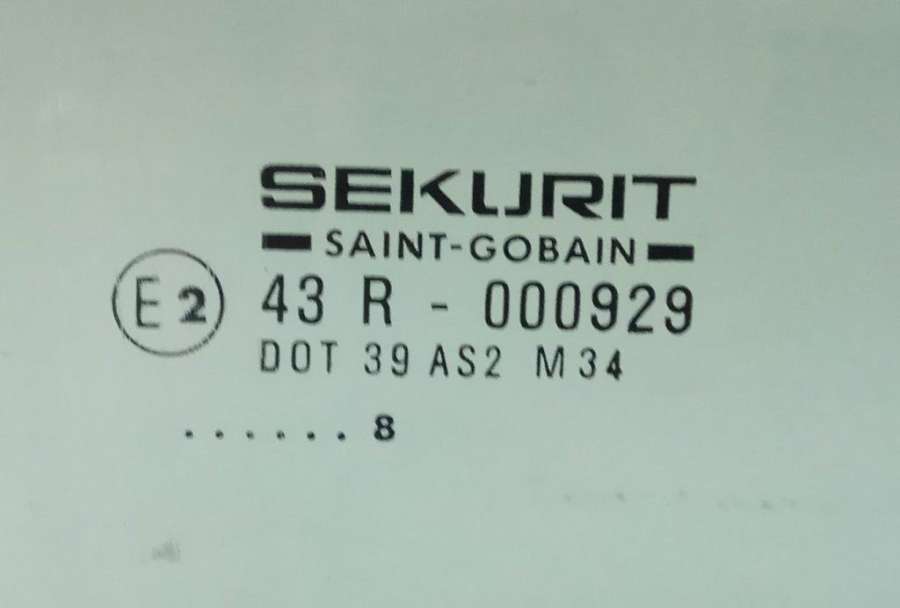 SEKURIT
SAINT-GOBAIN
E2 43 R - 000929
DOT 39 AS2 M34
. . . . . . 8